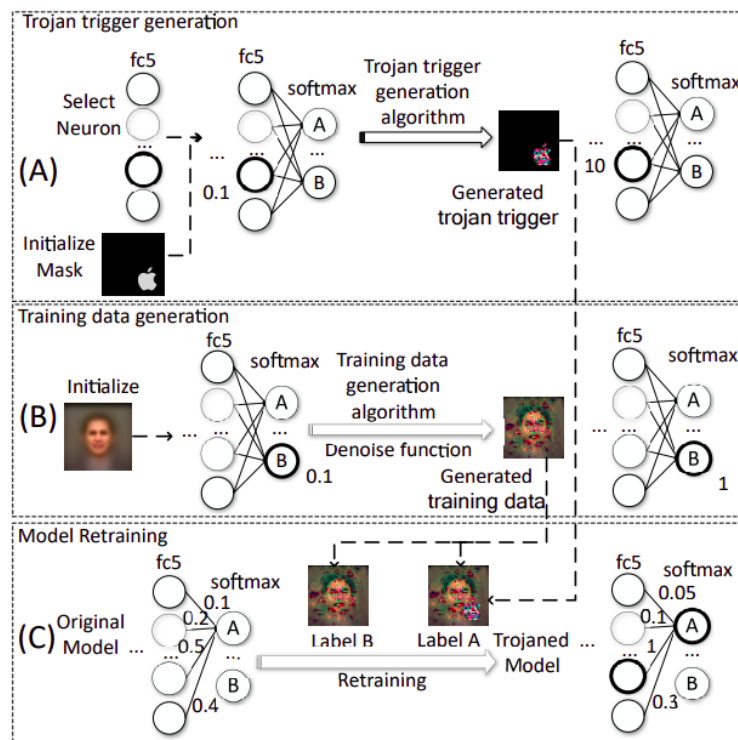 Trojan trigger generation
fc5
Select
Neuron
...
(A)
Initialize
Mask
fc5
softmax
A
... ...
...
0.1
B
Trojan trigger
generation
algorithm
Generated
trojan trigger
fc5
softmax
A
... ...
...
10
B
Training data generation
(B)
Initialize
...
fc5
softmax
A
...
...
B
0.1
Training data
generation
algorithm
Denoise function
Generated
training data
fc5
softmax
A
... ...
...
B
1
Model Retraining
(C)
Original
Model
...
fc5
softmax
0.1
0.2
A
0.5
...
...
B
0.4
Label B
Label A
Retraining
Trojaned
Model
...
fc5
softmax
0.05
0.1
A
1
...
...
B
0.3